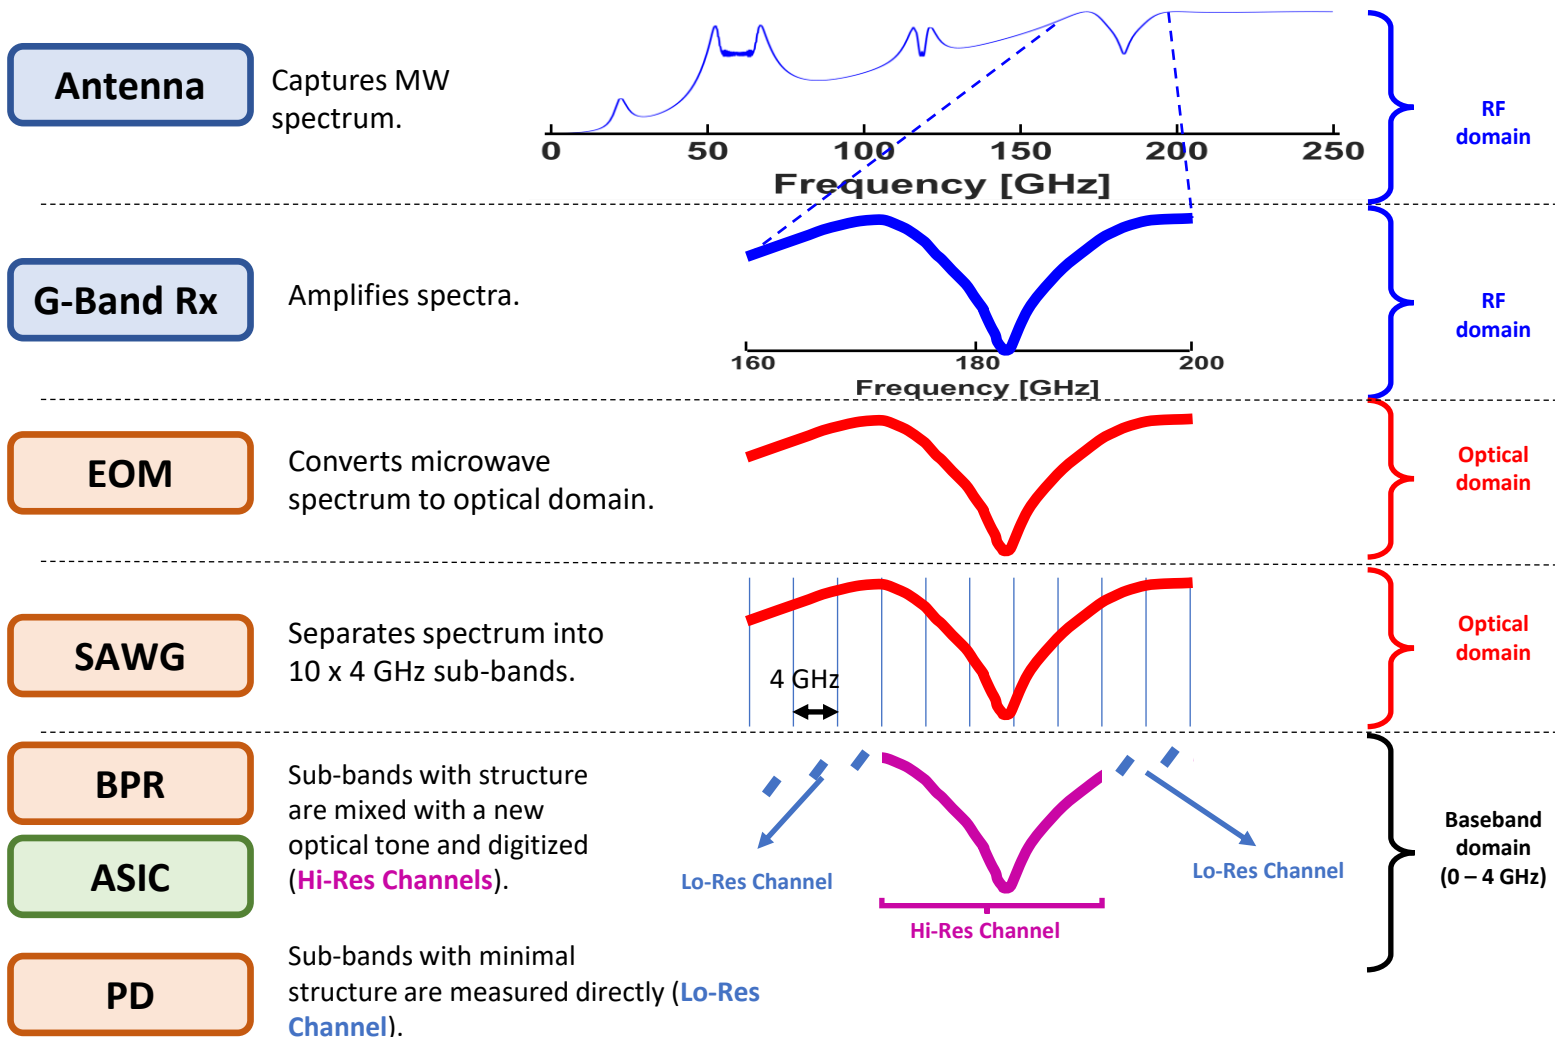 Antenna
Captures MW
spectrum.
0 50 100 150 200 250
Frequency [GHz]
RF
domain
G-Band Rx
Amplifies spectra.
160 180 200
Frequency [GHz]
RF
domain
EOM
Converts microwave
spectrum to optical domain.
Optical
domain
SAWG
Separates spectrum into
10 x 4 GHz sub-bands.
4 GHz
Optical
domain
BPR
ASIC
Sub-bands with structure
are mixed with a new
optical tone and digitized
(Hi-Res Channels).
Lo-Res Channel
Hi-Res Channel
Lo-Res Channel
Baseband
domain
(0 – 4 GHz)
PD
Sub-bands with minimal
structure are measured directly (Lo-Res
Channel).